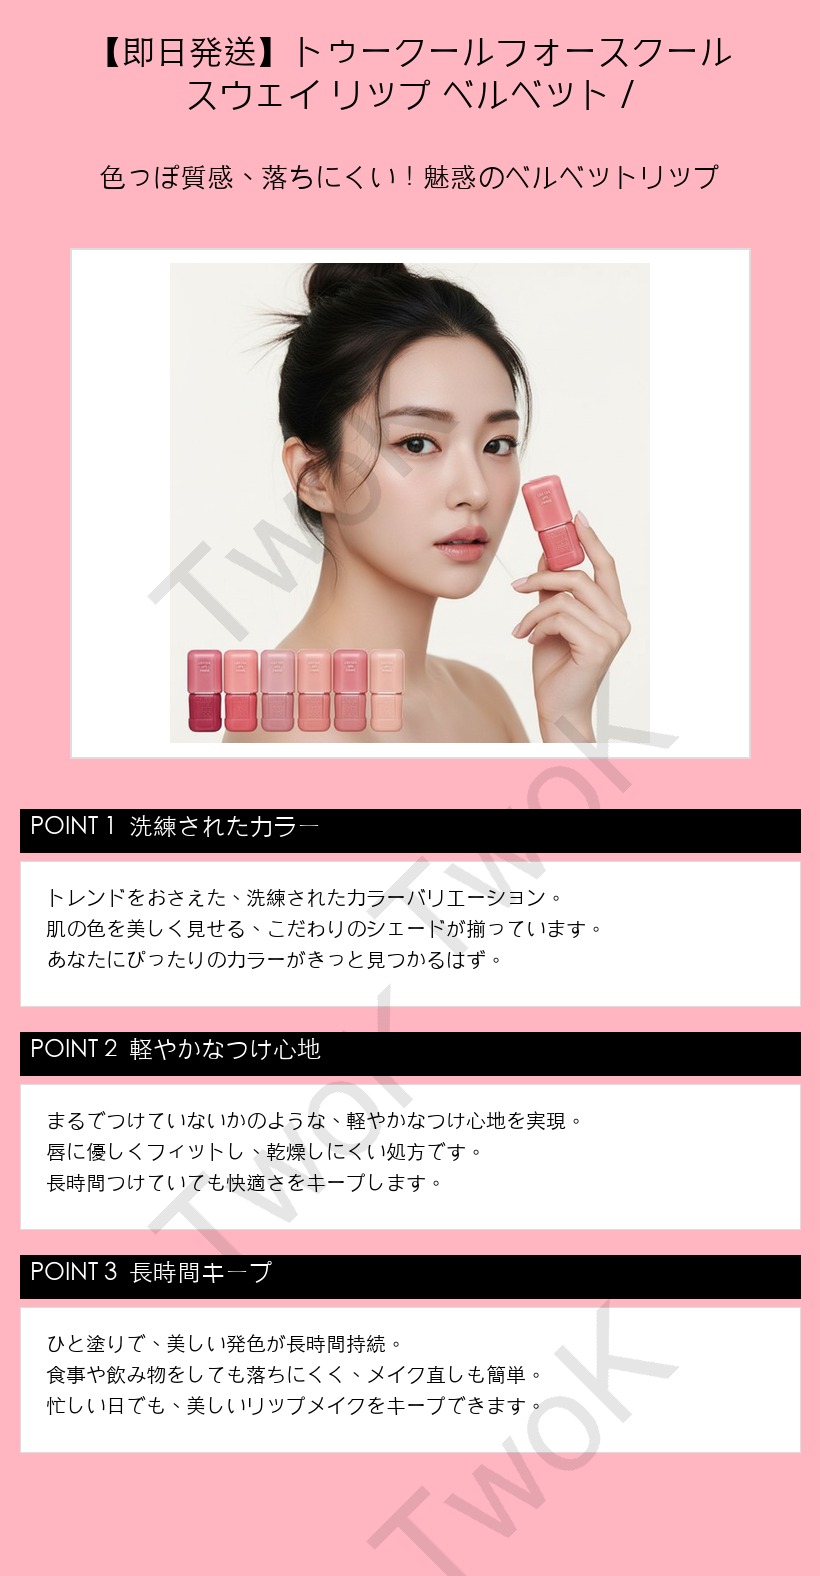 【即日発送】トゥークールフォースクール
スウェイ リップ ベルベット /
色っぽ質感、落ちにくい！魅惑のベルベットリップ
POINT 1 洗練されたカラー
トレンドをおさえた、洗練されたカラーバリエーション。
肌の色を美しく見せる、こだわりのシェードが揃っています。
あなたにぴったりのカラーがきっと見つかるはず。
POINT 2 軽やかなつけ心地
まるでつけていないかのような、軽やかなつけ心地を実現。
唇に優しくフィットし、乾燥しにくい処方です。
長時間つけていても快適さをキープします。
POINT 3 長時間キープ
ひと塗りで、美しい発色が長時間持続。
食事や飲み物をしても落ちにくく、メイク直しも簡単。
忙しい日でも、美しいリップメイクをキープできます。
TwoK
TwoK
TwoK
TwoK